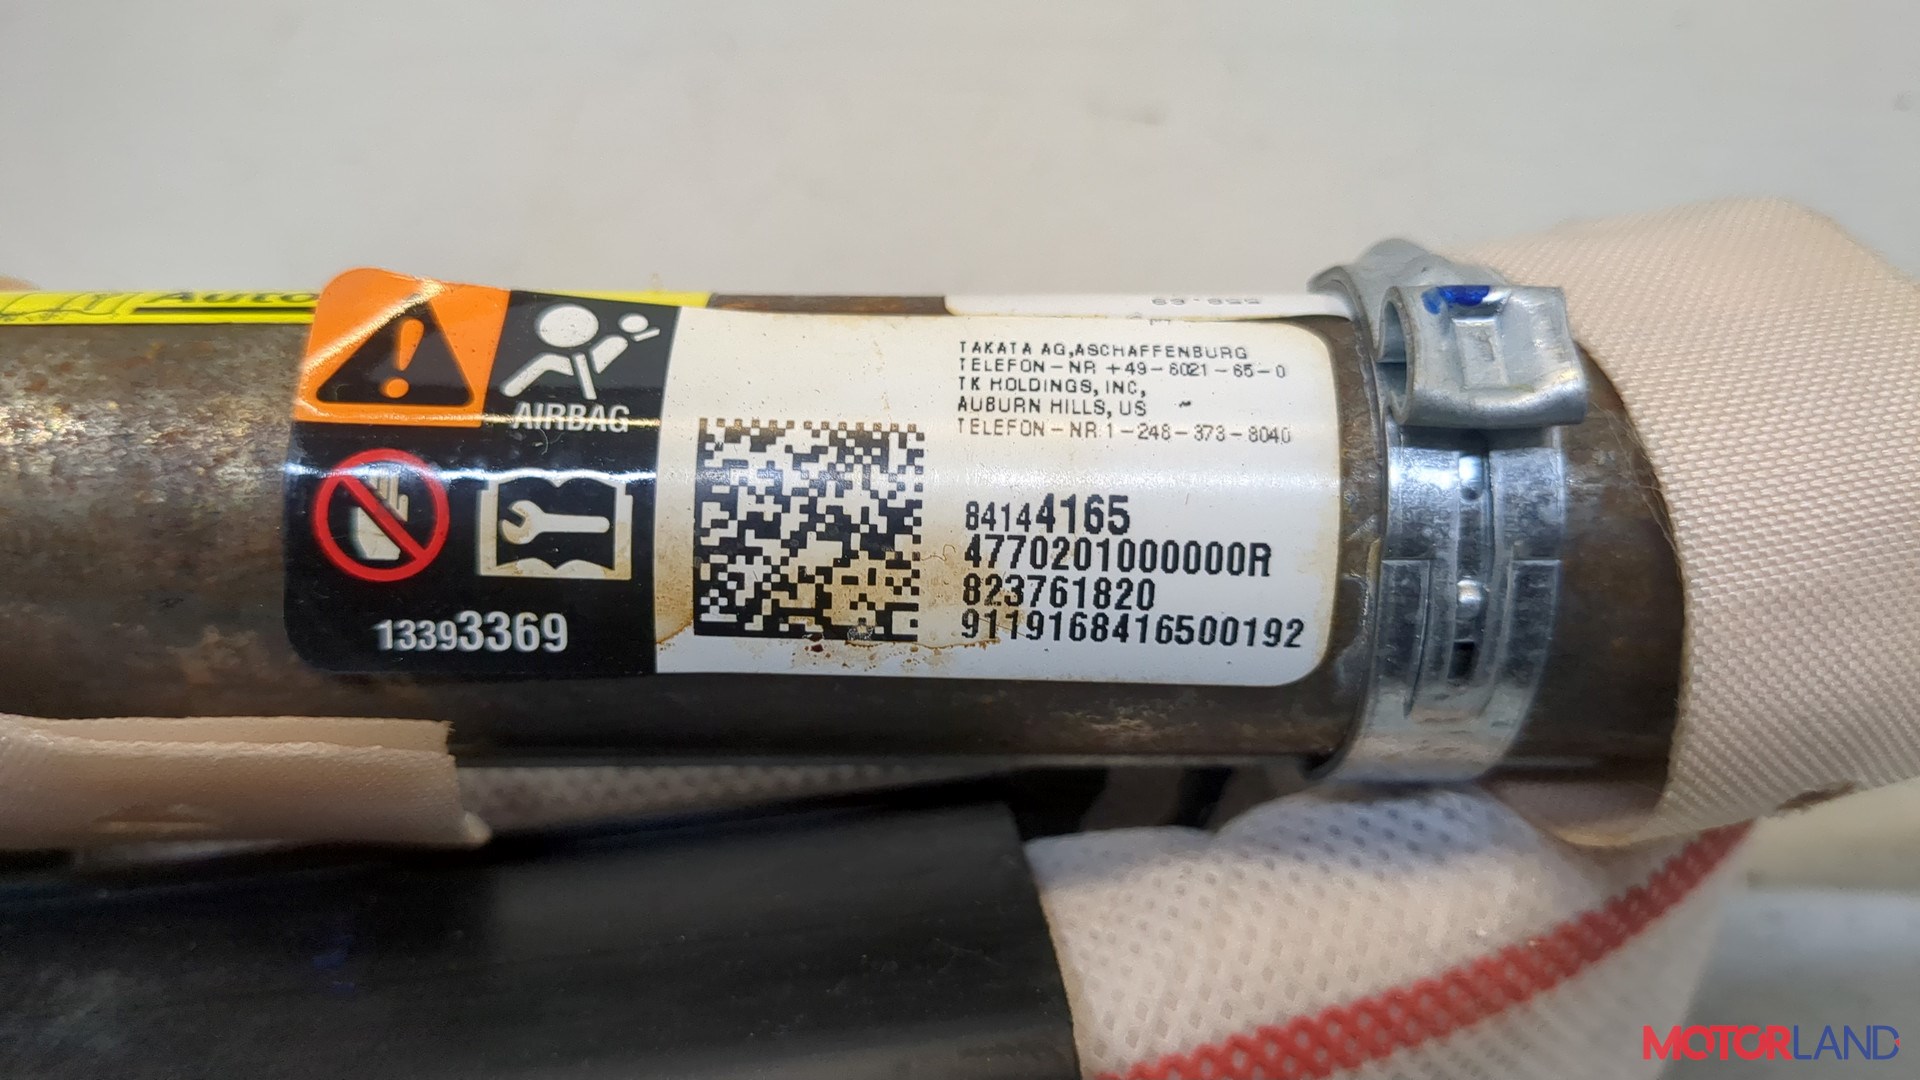 Auto
AIRBAG
13393369
TAKATA AG,ASCHAFFENBURG
TELEFON-NR +49-6021-65-0
TK HOLDINGS, INC,
AUBURN HILLS, US
TELEFON-NR.1-248-373-8040
84144165
4770201000000R
823761820
9119168416500192
MOTORLAND